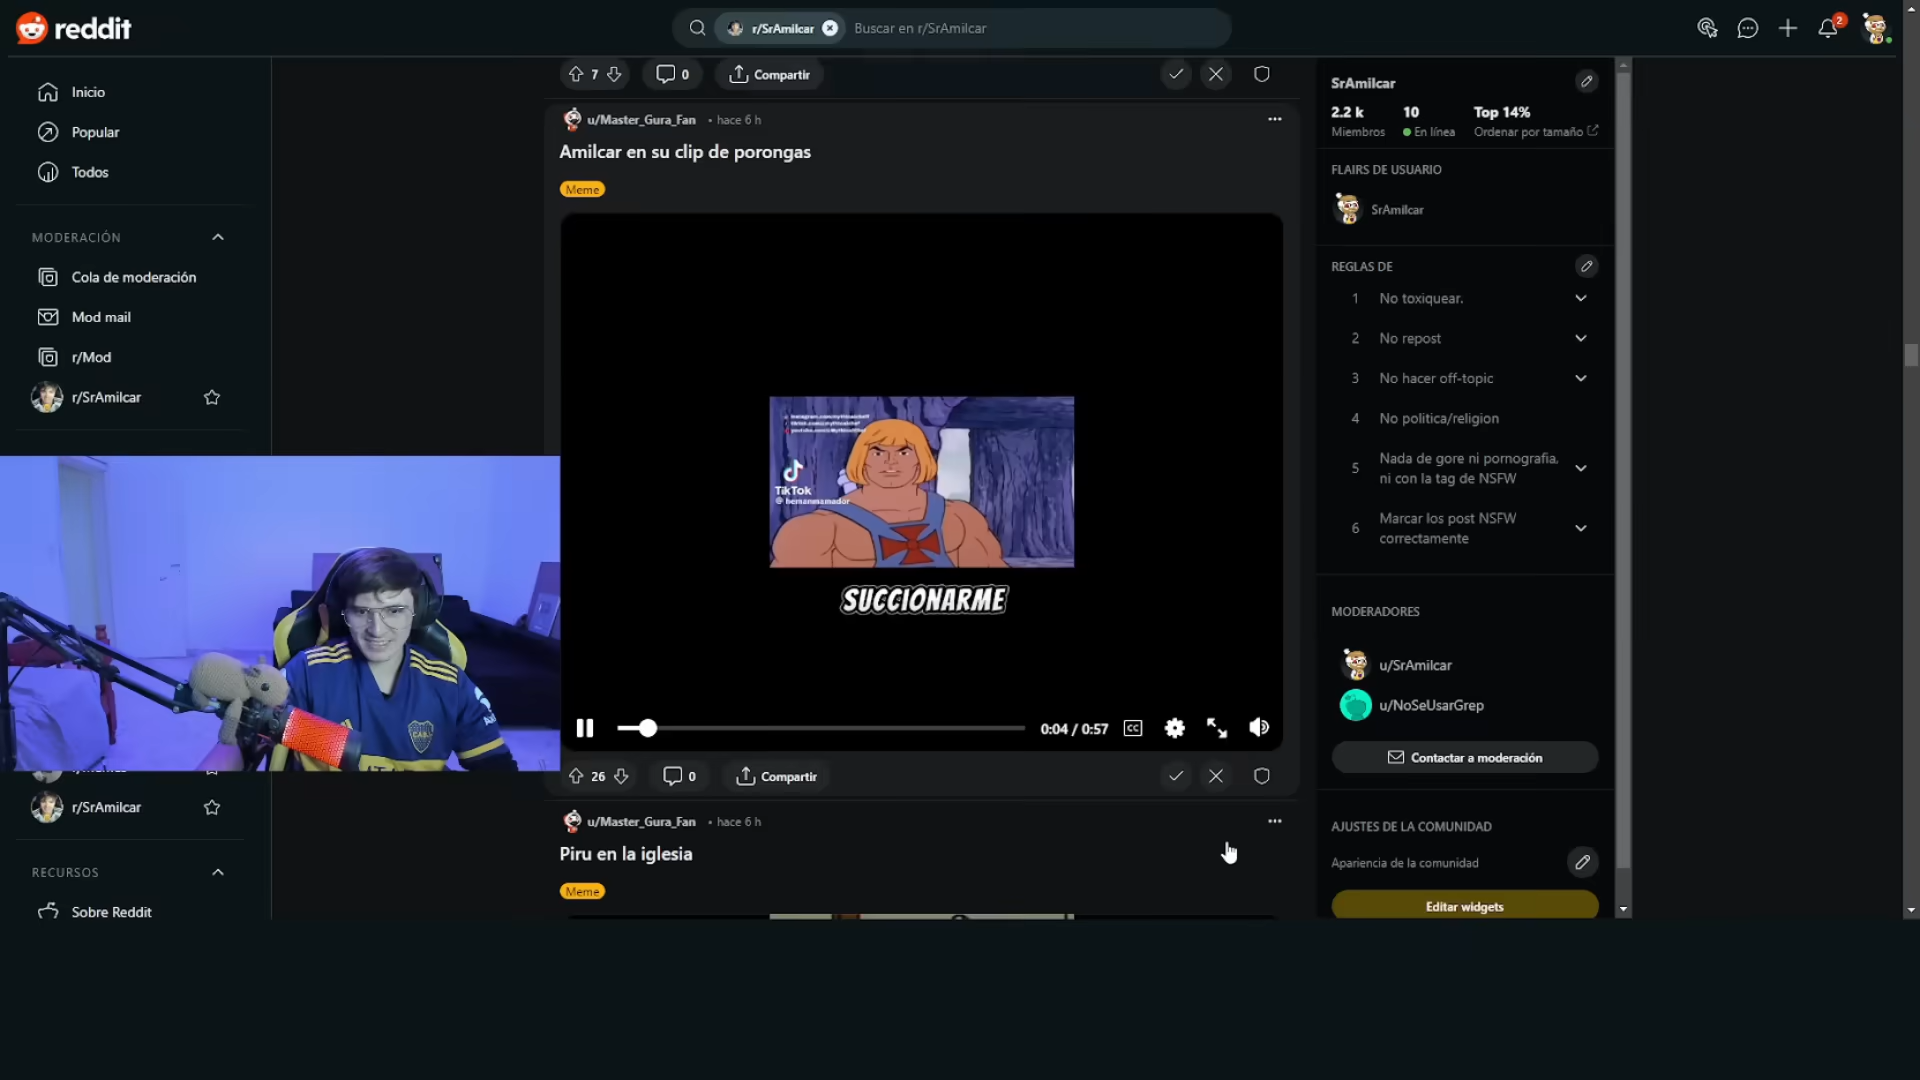 reddit
r/SrAmilcar
Buscar en r/SrAmilcar
2
Inicio
Popular
Todos
MODERACIÓN
Cola de moderación
Mod mail
r/Mod
r/SrAmilcar
r/SrAmilcar
RECURSOS
Sobre Reddit
7
0
Compartir
u/Master_Gura_Fan • hace 6 h
Amilcar en su clip de porongas
Meme
TikTok
@hernanmamador
SUCCIONARME
0:04 / 0:57
CC
26
0
Compartir
u/Master_Gura_Fan • hace 6 h
Piru en la iglesia
Meme
SrAmilcar
2.2 k
10
Top 14%
Miembros
En línea
Ordenar por tamaño
FLAIRS DE USUARIO
SrAmilcar
REGLAS DE
1 No toxiquear.
2 No repost
3 No hacer off-topic
4 No politica/religion
5 Nada de gore ni pornografia,
ni con la tag de NSFW
6 Marcar los post NSFW
correctamente
MODERADORES
u/SrAmilcar
u/NoSeUsarGrep
Contactar a moderación
AJUSTES DE LA COMUNIDAD
Apariencia de la comunidad
Editar widgets